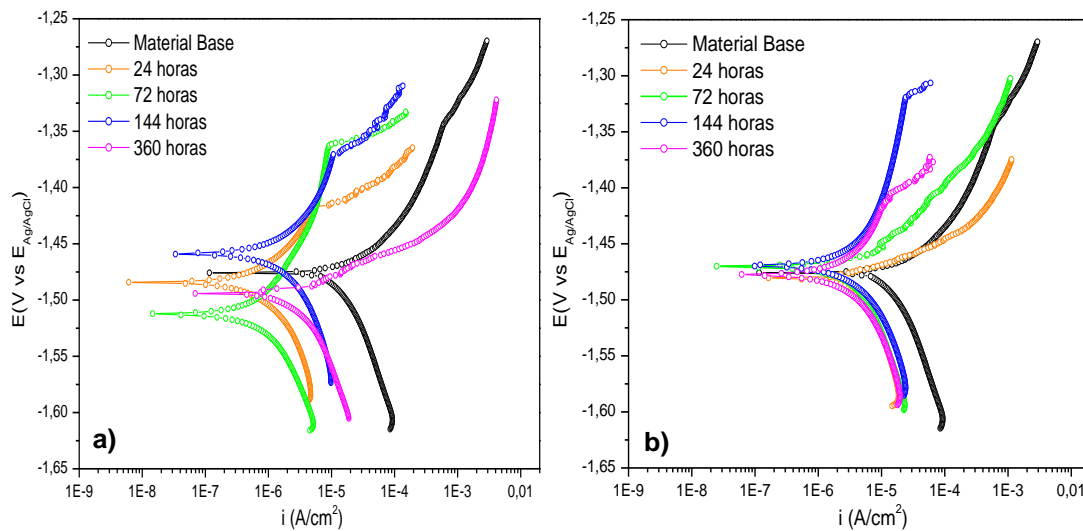 -1,25
-1,30
-1,35
-1,40
-1,45
-1,50
-1,55
-1,60
-1,65
E(V vs E Ag/AgCl)
Material Base
24 horas
72 horas
144 horas
360 horas
a)
1E-9 1E-8 1E-7 1E-6 1E-5 1E-4 1E-3 0,01
i (A/cm²)
-1,25
-1,30
-1,35
-1,40
-1,45
-1,50
-1,55
-1,60
-1,65
E(V vs E Ag/AgCl)
Material Base
24 horas
72 horas
144 horas
360 horas
b)
1E-9 1E-8 1E-7 1E-6 1E-5 1E-4 1E-3 0,01
i (A/cm²)